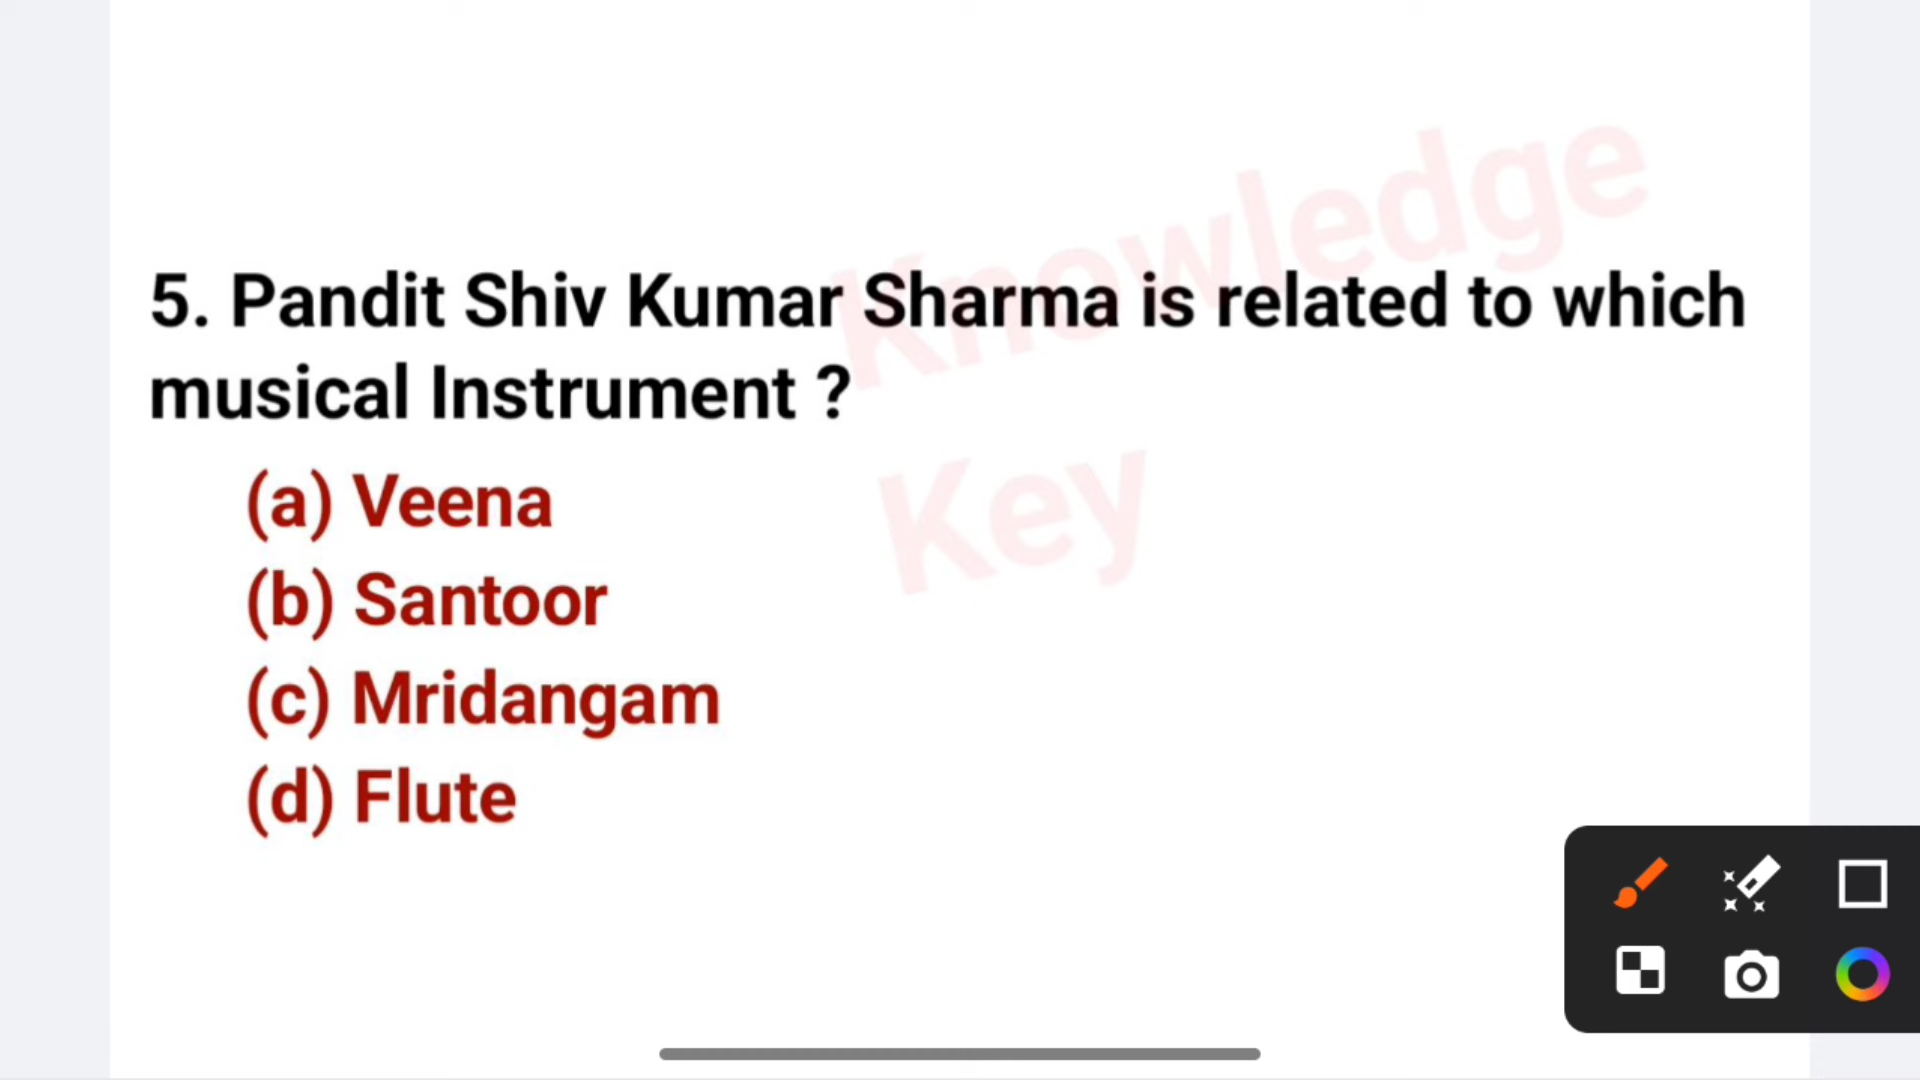 Knowledge
5. Pandit Shiv Kumar Sharma is related to which
musical Instrument ?
Key
(a) Veena
(b) Santoor
(c) Mridangam
(d) Flute